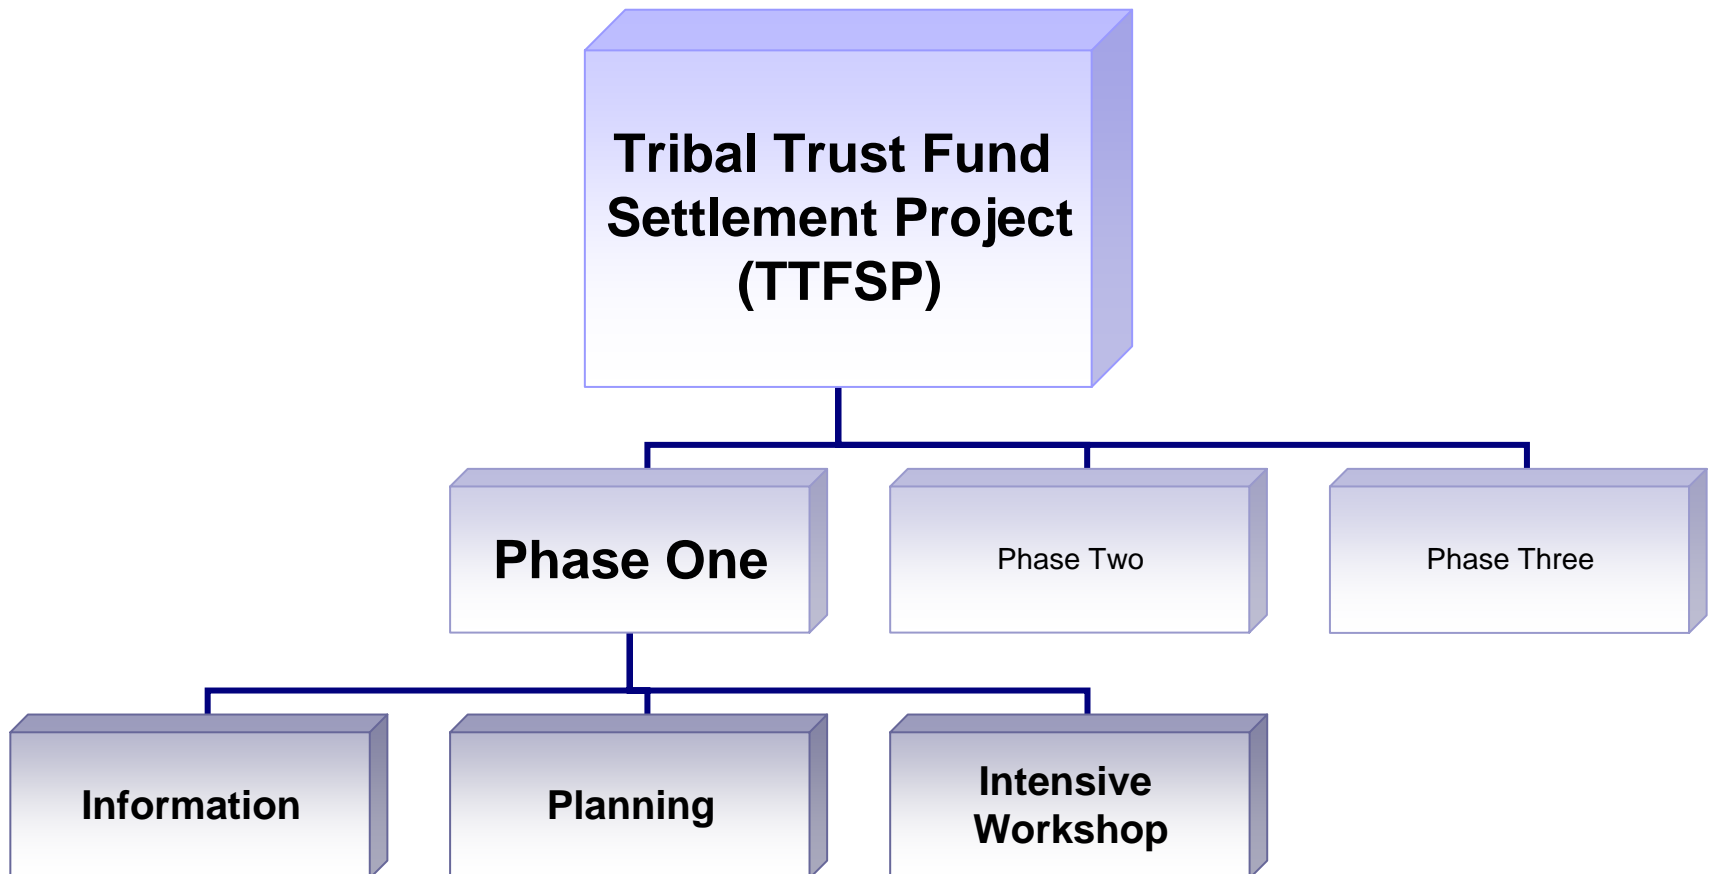 Tribal Trust Fund
Settlement Project
(TTFSP)
Phase One
Phase Two
Phase Three
Information
Planning
Intensive
Workshop